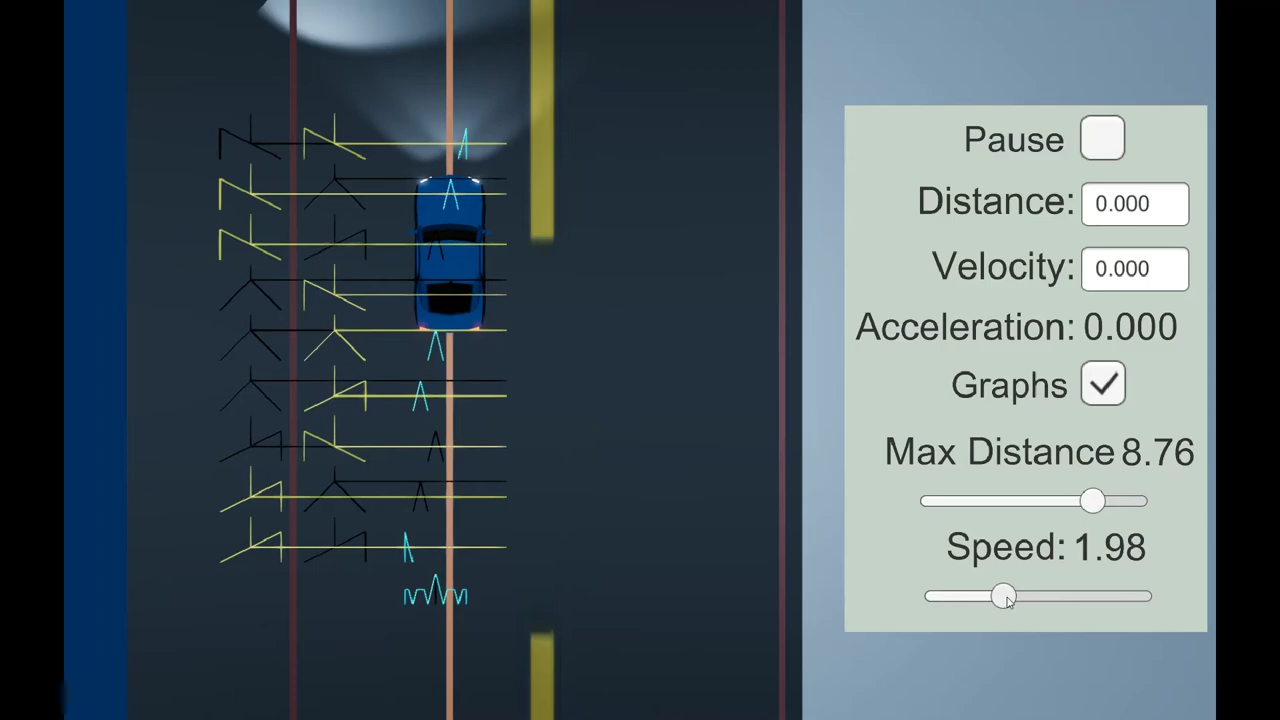 Pause
Distance: 0.000
Velocity: 0.000
Acceleration: 0.000
Graphs
Max Distance 8.76
Speed: 1.98